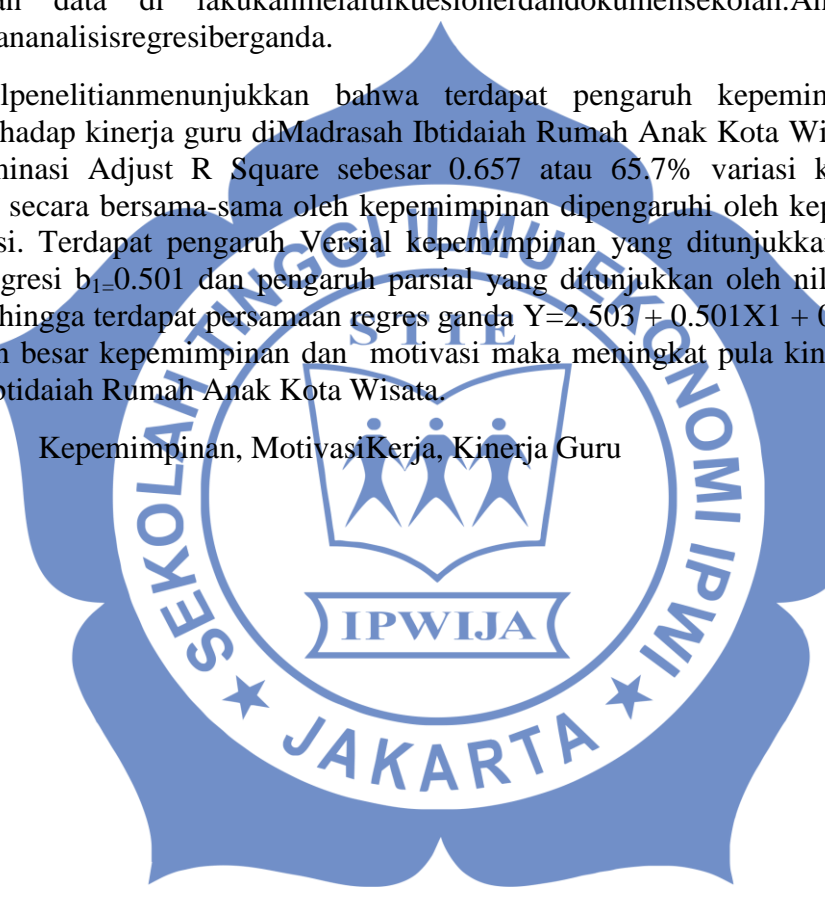 data di lakukanmelaluikuesionerdandokumensekolah.An
ananalisisregresiberganda.
lpenelitianmenunjukkan bahwa terdapat pengaruh kepemin
hadap kinerja guru diMadrasah Ibtidaiah Rumah Anak Kota Wi
minasi Adjust R Square sebesar 0.657 atau 65.7% variasi k
secara bersama-sama oleh kepemimpinan dipengaruhi oleh kep
si. Terdapat pengaruh Versial kepemimpinan yang ditunjukkan
gresi b1=0.501 dan pengaruh parsial yang ditunjukkan oleh nil
hingga terdapat persamaan regres ganda Y=2.503 + 0.501X1 + 0
n besar kepemimpinan dan motivasi maka meningkat pula kin
btidaiah Rumah Anak Kota Wisata.
Kepemimpinan, MotivasiKerja, Kinerja Guru
SEKOLAH TINGGI ILMU EKONOMI IPWI
STIE
IPWIJA
★ JAKARTA ★